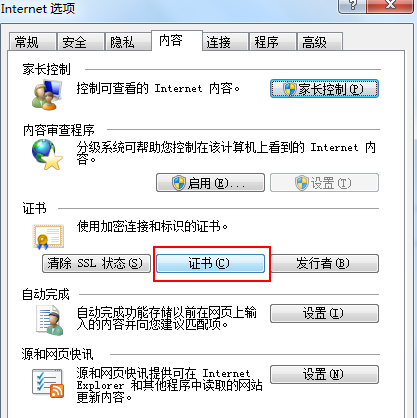 Internet 选项
?
常规 安全 隐私 内容 连接 程序 高级
家长控制
控制可查看的 Internet 内容。
家长控制(P)
内容审查程序
分级系统可帮助您控制在该计算机上看到的 Internet 内
容。
启用(E)... 设置(T)
证书
使用加密连接和标识的证书。
清除 SSL 状态(S) 证书(C) 发行者(B)
自动完成
自动完成功能存储以前在网页上输
入的内容并向您建议匹配项。
设置(I)
源和网页快讯
源和网页快讯提供可在 Internet
Explorer 和其他程序中读取的网站
更新内容。
设置(N)